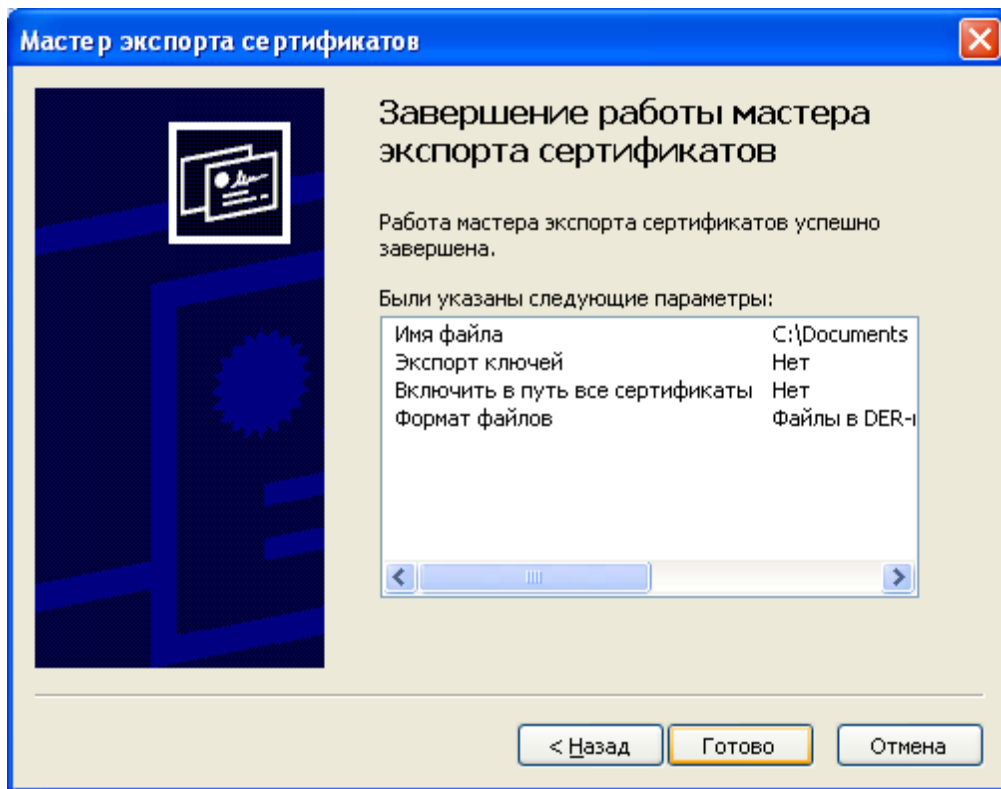 Мастер экспорта сертификатов
Завершение работы мастера
экспорта сертификатов
Работа мастера экспорта сертификатов успешно
завершена.
Были указаны следующие параметры:
Имя файла C:\Documents
Экспорт ключей Нет
Включить в путь все сертификаты Нет
Формат файлов Файлы в DER-
< Назад Готово Отмена